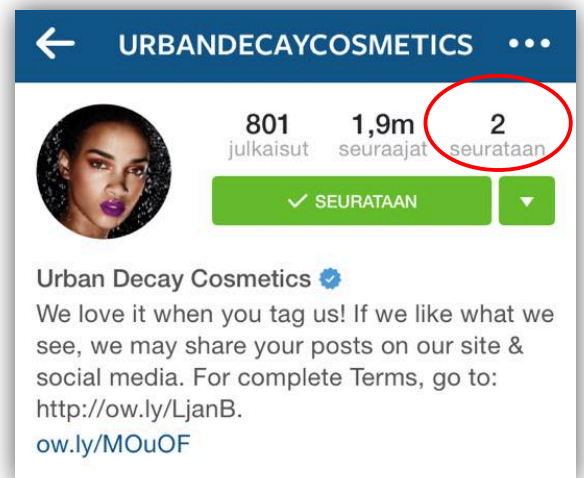 URBANDECAYCOSMETICS
801 1,9m 2
julkaisut seuraajat seurataan
SEURATAAN
Urban Decay Cosmetics
We love it when you tag us! If we like what we
see, we may share your posts on our site &
social media. For complete Terms, go to:
http://ow.ly/LjanB.
ow.ly/MOuOF